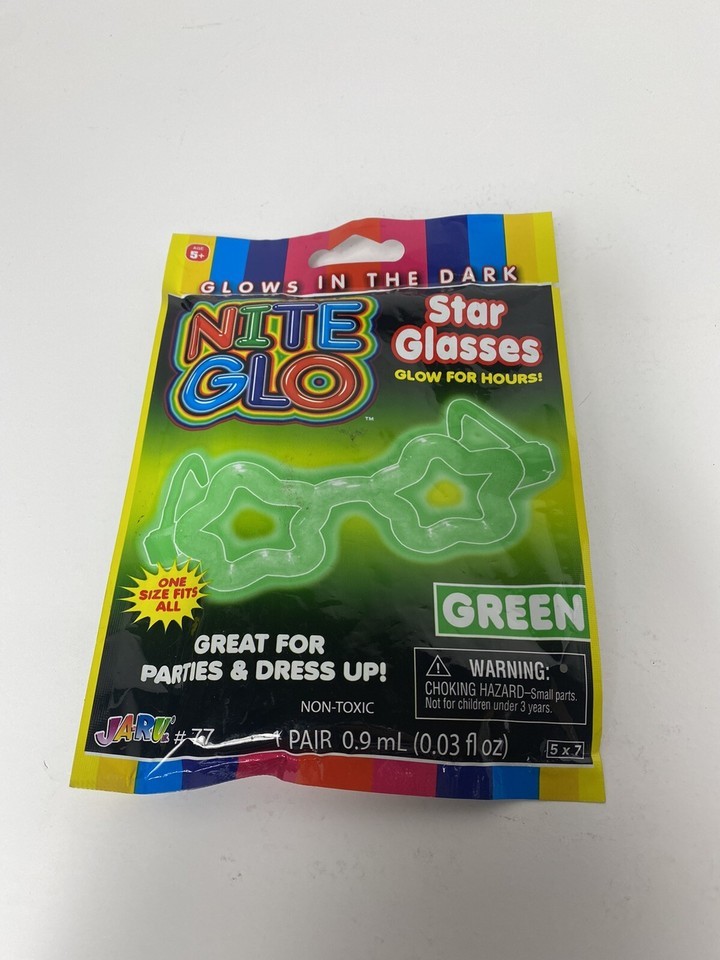 AGE
5+
GLOWS IN THE DARK
NITE
GLO
™
Star
Glasses
GLOW FOR HOURS!
ONE
SIZE FITS
ALL
GREEN
GREAT FOR
PARTIES & DRESS UP!
WARNING:
CHOKING HAZARD—Small parts.
Not for children under 3 years.
NON-TOXIC
JA-RU® # 77 1 PAIR 0.9 mL (0.03 fl oz)
5 x 7